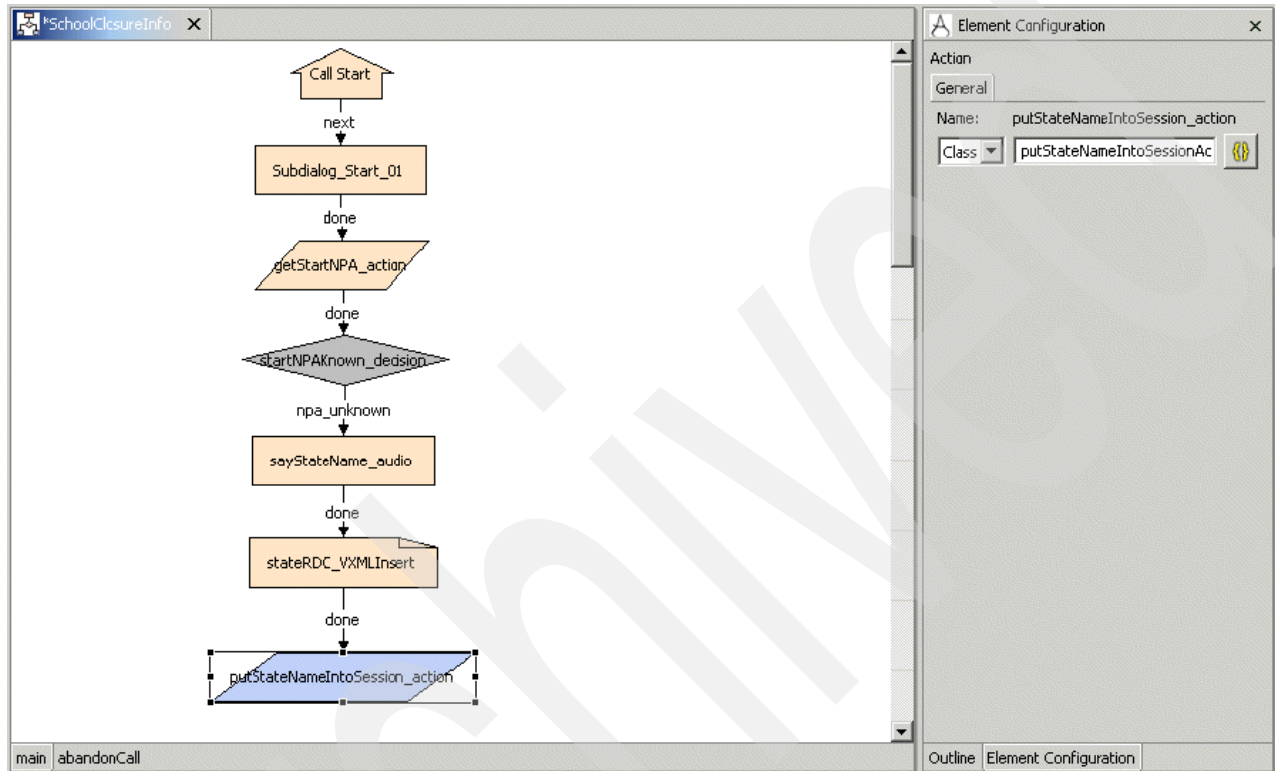 *SchoolClosureInfo
Call Start
next
Subdialog_Start_01
done
getStartNPA_action
done
startNPAKnown_decision
npa_unknown
sayStateName_audio
done
stateRDC_VXMLInsert
done
putStateNameIntoSession_action
main
abandonCall
Element Configuration
Action
General
Name: putStateNameIntoSession_action
Class putStateNameIntoSessionAc {}
Outline
Element Configuration